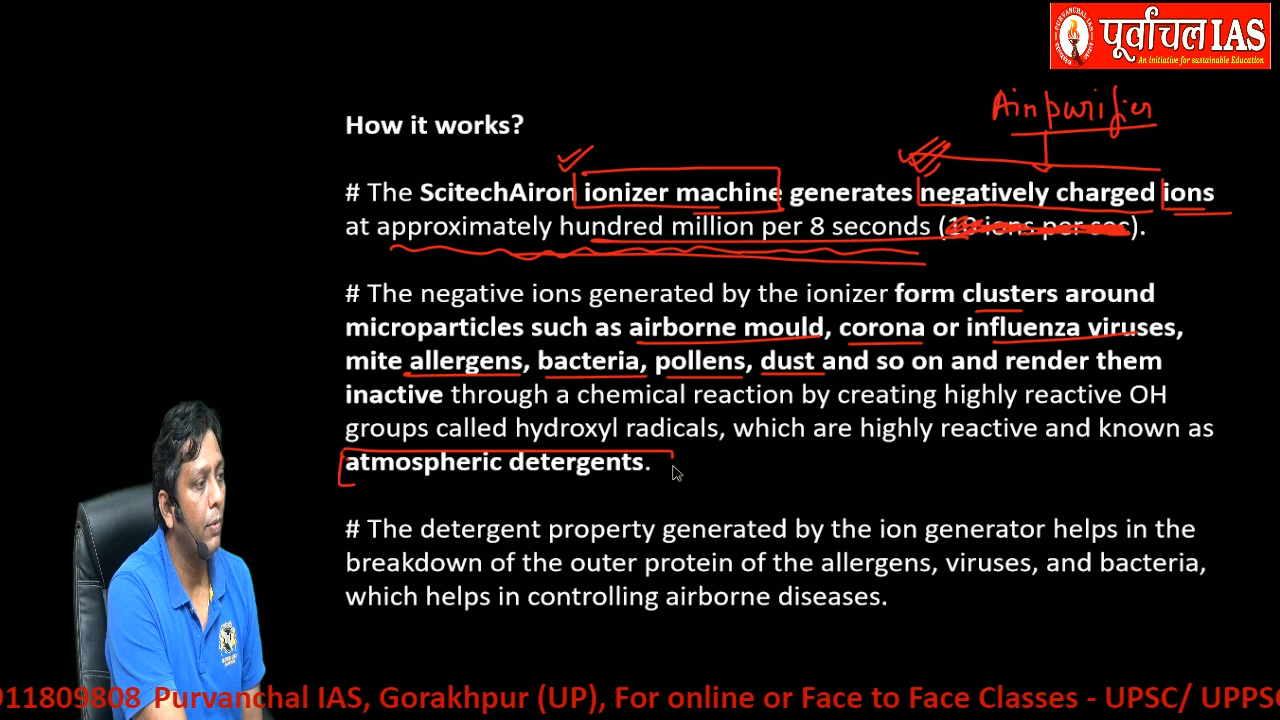 पूर्वांचल IAS
An Initiative for sustainable Education
Air purifier
How it works?
# The ScitechAiron ionizer machine generates negatively charged ions
at approximately hundred million per 8 seconds (10 ions per sec).
# The negative ions generated by the ionizer form clusters around
microparticles such as airborne mould, corona or influenza viruses,
mite allergens, bacteria, pollens, dust and so on and render them
inactive through a chemical reaction by creating highly reactive OH
groups called hydroxyl radicals, which are highly reactive and known as
atmospheric detergents.
# The detergent property generated by the ion generator helps in the
breakdown of the outer protein of the allergens, viruses, and bacteria,
which helps in controlling airborne diseases.
911809808 Purvanchal IAS, Gorakhpur (UP), For online or Face to Face Classes - UPSC/ UPPSC